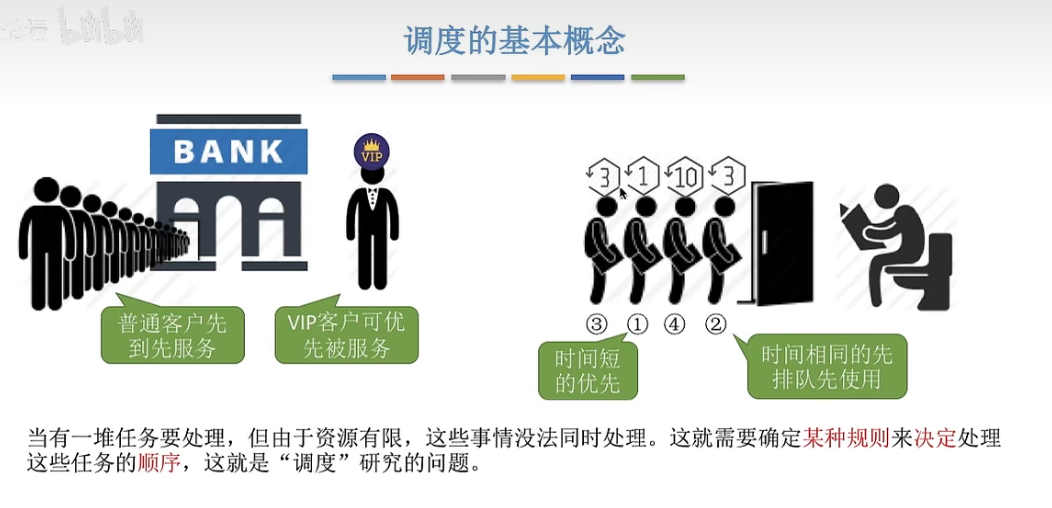 bilibili
调度的基本概念
BANK
VIP
普通客户先
到先服务
VIP客户可优
先被服务
3 1 10 3
③ ① ④ ②
时间短
的优先
时间相同的先
排队先使用
当有一堆任务要处理，但由于资源有限，这些事情没法同时处理。这就需要确定某种规则来决定处理
这些任务的顺序，这就是“调度”研究的问题。